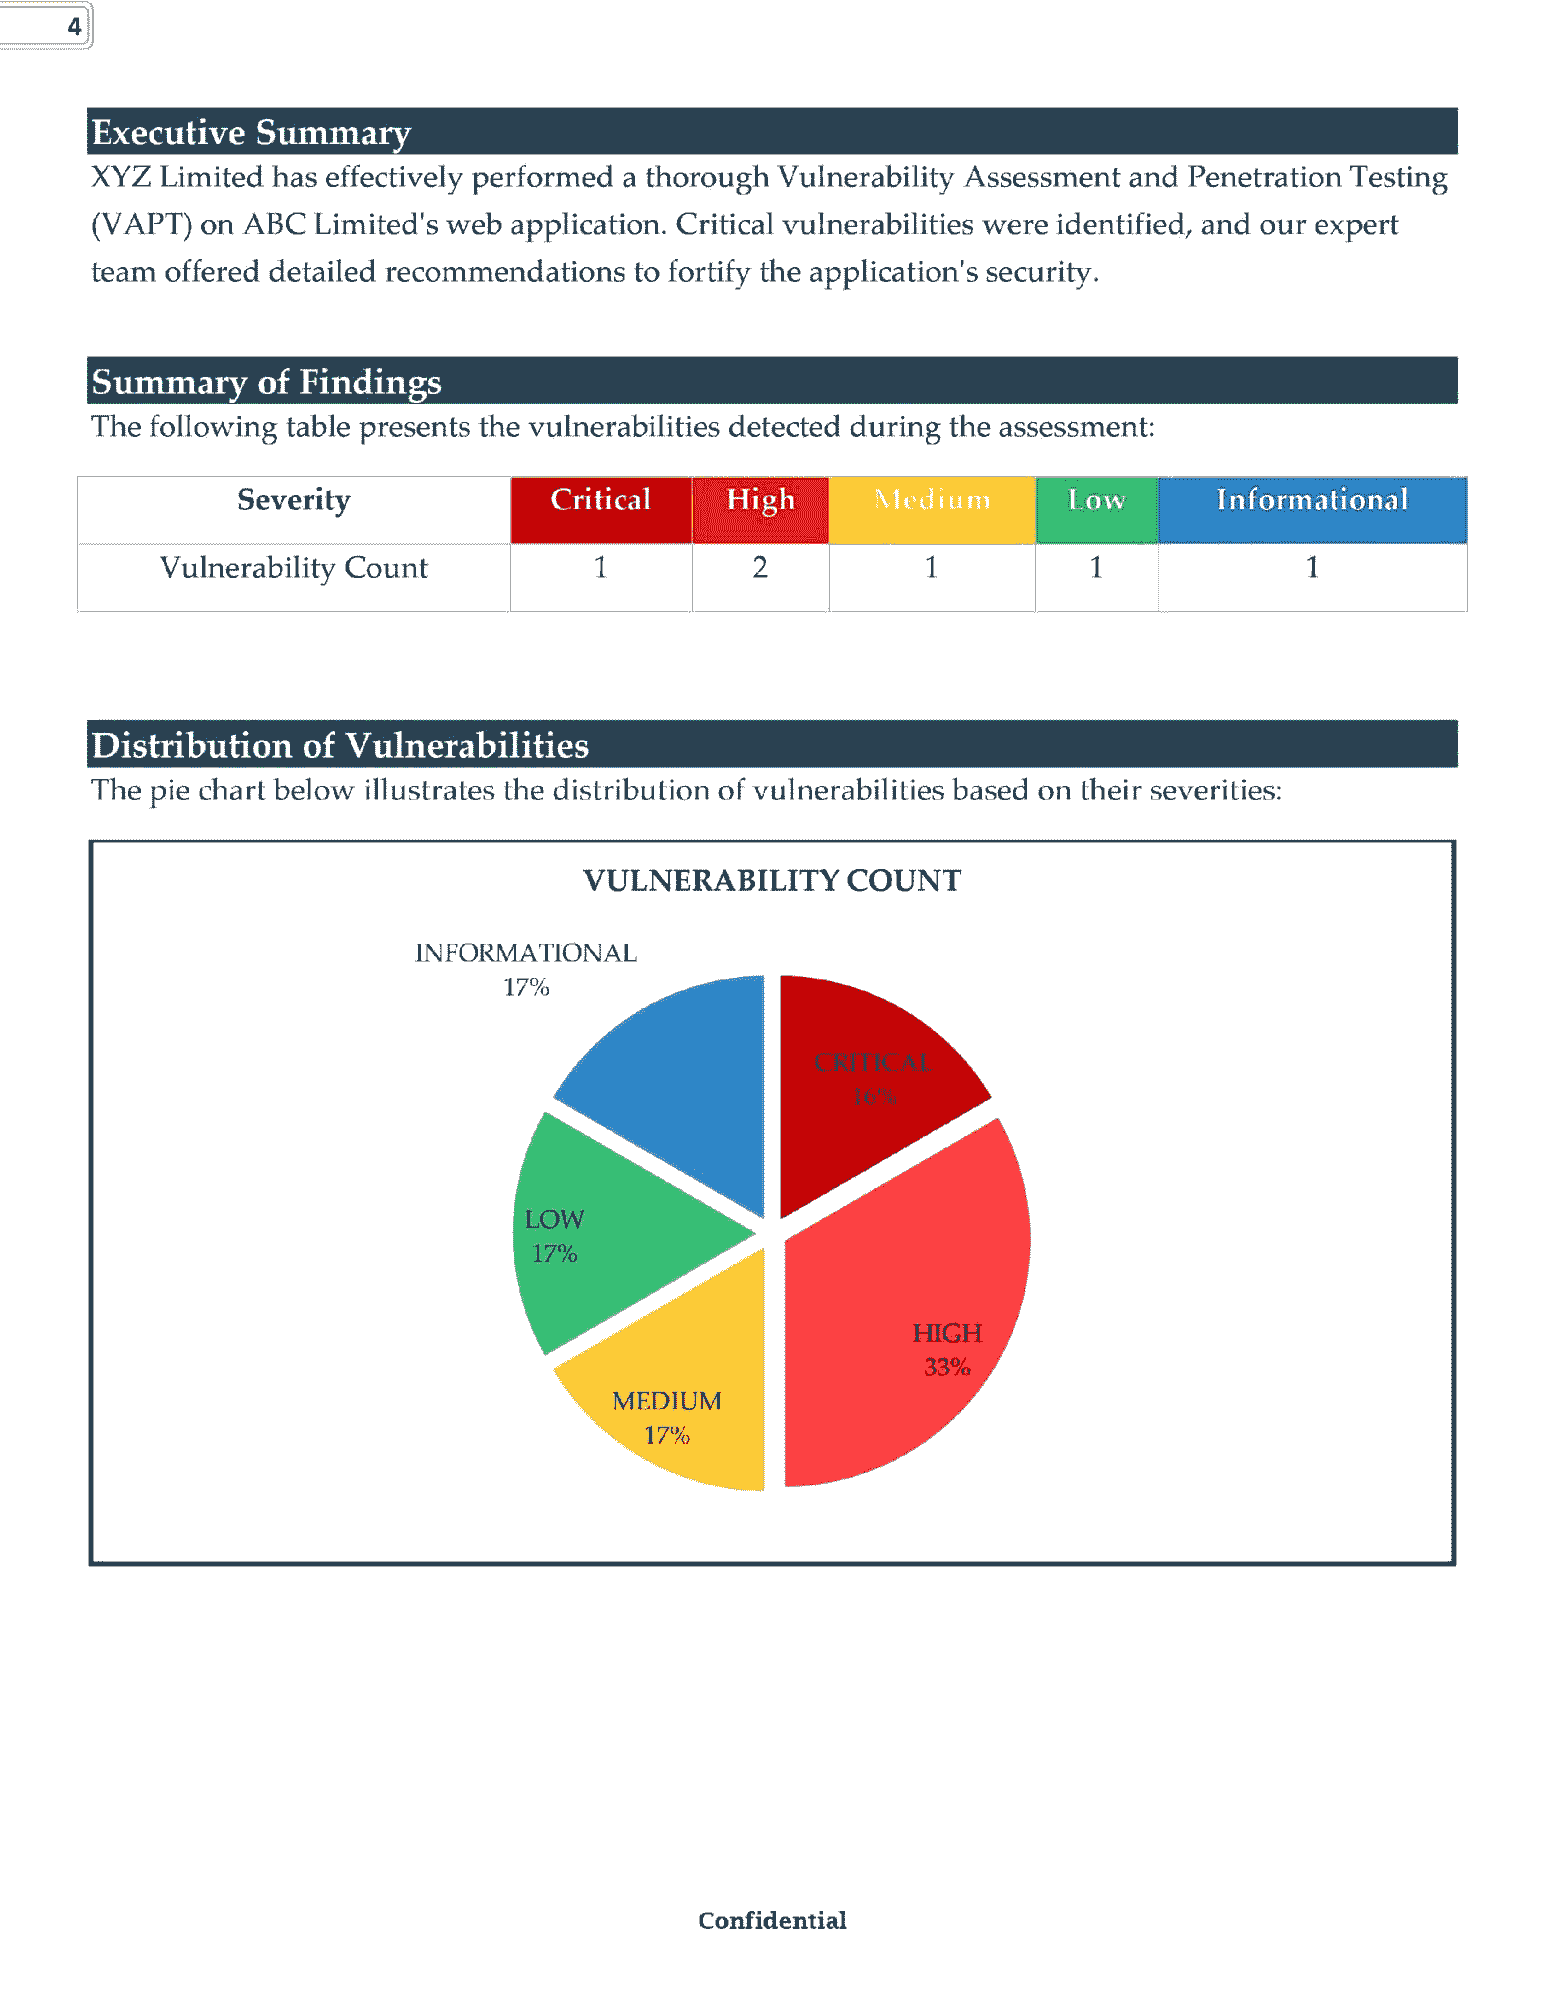 4
Executive Summary
XYZ Limited has effectively performed a thorough Vulnerability Assessment and Penetration Testing
(VAPT) on ABC Limited's web application. Critical vulnerabilities were identified, and our expert
team offered detailed recommendations to fortify the application's security.
Summary of Findings
The following table presents the vulnerabilities detected during the assessment:
Severity Critical High Medium Low Informational
Vulnerability Count 1 2 1 1 1
Distribution of Vulnerabilities
The pie chart below illustrates the distribution of vulnerabilities based on their severities:
VULNERABILITY COUNT
INFORMATIONAL
17%
CRITICAL
16%
LOW
17%
HIGH
33%
MEDIUM
17%
Confidential